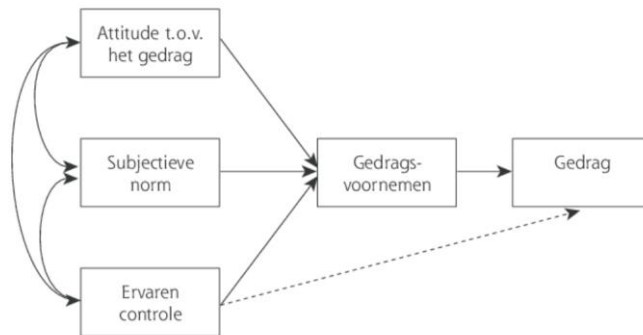 Attitude t.o.v.
het gedrag
Subjectieve
norm
Gedrags-
voornemen
Gedrag
Ervaren
controle